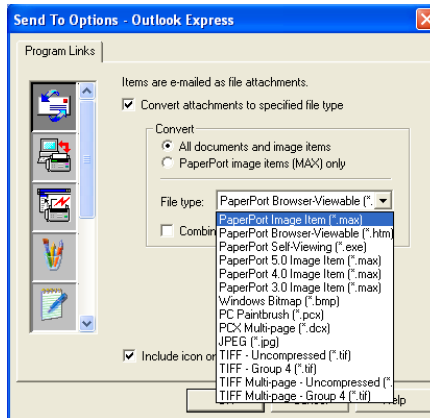 Send To Options - Outlook Express
Program Links
Items are e-mailed as file attachments.
Convert attachments to specified file type
Convert
All documents and image items
PaperPort image items (MAX) only
File type: PaperPort Browser-Viewable (*.
PaperPort Image Item (*.max)
PaperPort Browser-Viewable (*.htm)
Combin
PaperPort Self-Viewing (*.exe)
PaperPort 5.0 Image Item (*.max)
PaperPort 4.0 Image Item (*.max)
PaperPort 3.0 Image Item (*.max)
Windows Bitmap (*.bmp)
PC Paintbrush (*.pcx)
PCX Multi-page (*.dcx)
JPEG (*.jpg)
Include icon or
TIFF - Uncompressed (*.tif)
TIFF - Group 4 (*.tif)
TIFF Multi-page - Uncompressed (*.
TIFF Multi-page - Group 4 (*.tif)
Help